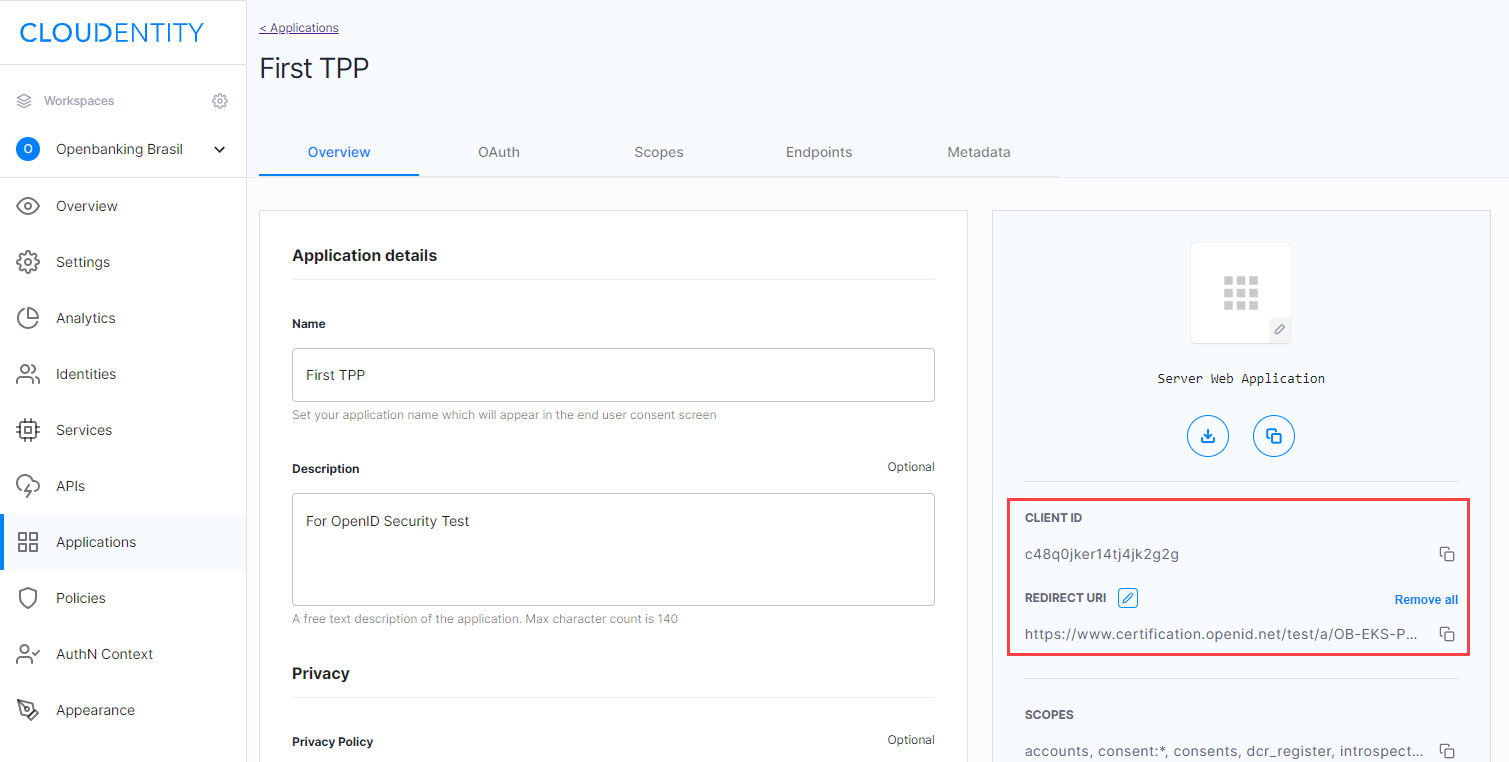 CLOUDENTITY
Workspaces
O Openbanking Brasil
Overview
Settings
Analytics
Identities
Services
APIs
Applications
Policies
AuthN Context
Appearance
< Applications
First TPP
Overview OAuth Scopes Endpoints Metadata
Application details
Name
First TPP
Set your application name which will appear in the end user consent screen
Description Optional
For OpenID Security Test
A free text description of the application. Max character count is 140
Privacy
Privacy Policy Optional
Server Web Application
CLIENT ID
c48q0jker14tj4jk2g2g
REDIRECT URI Remove all
https://www.certification.openid.net/test/a/OB-EKS-P...
SCOPES
accounts, consent:*, consents, dcr_register, introspect...